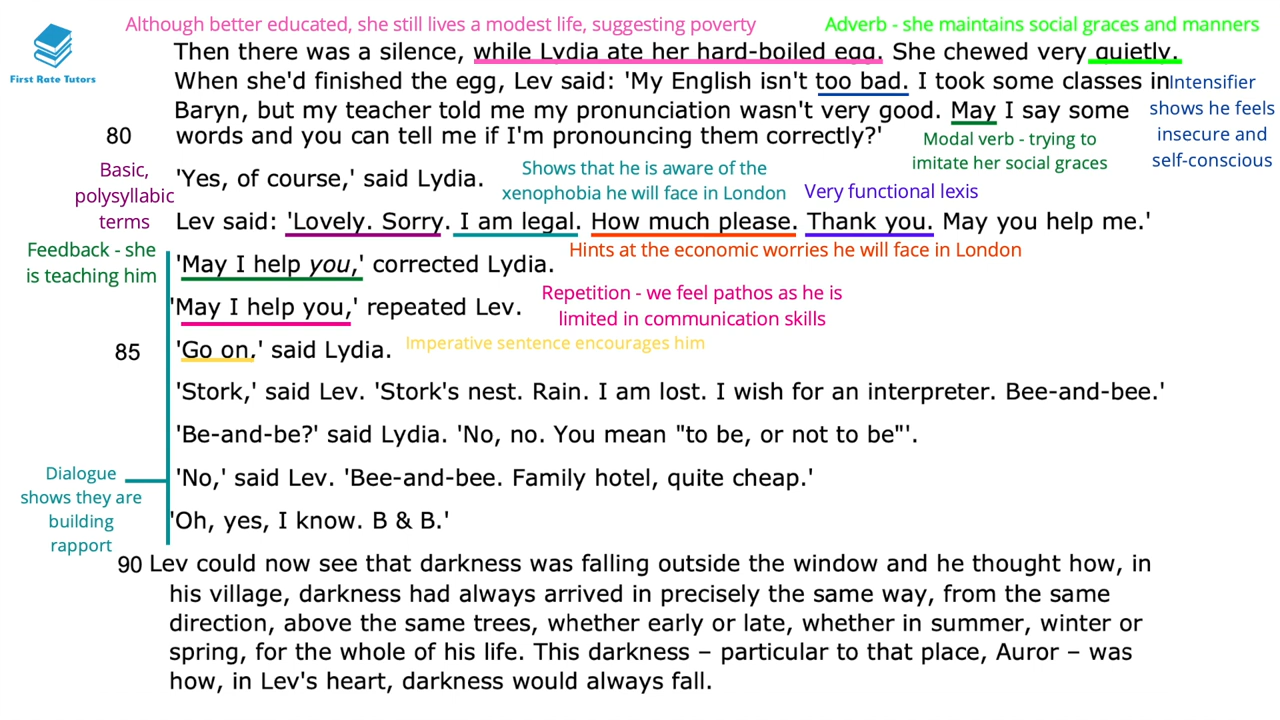 Although better educated, she still lives a modest life, suggesting poverty
Adverb - she maintains social graces and manners
First Rate Tutors
Then there was a silence, while Lydia ate her hard-boiled egg. She chewed very quietly.
When she'd finished the egg, Lev said: 'My English isn't too bad. I took some classes in
Baryn, but my teacher told me my pronunciation wasn't very good. May I say some
80 words and you can tell me if I'm pronouncing them correctly?'
Intensifier
shows he feels
insecure and
self-conscious
Modal verb - trying to
imitate her social graces
Basic,
polysyllabic
terms
'Yes, of course,' said Lydia.
Shows that he is aware of the
xenophobia he will face in London
Very functional lexis
Lev said: 'Lovely. Sorry. I am legal. How much please. Thank you. May you help me.'
Feedback - she
is teaching him
Hints at the economic worries he will face in London
'May I help you,' corrected Lydia.
'May I help you,' repeated Lev.
Repetition - we feel pathos as he is
limited in communication skills
85 'Go on,' said Lydia.
Imperative sentence encourages him
'Stork,' said Lev. 'Stork's nest. Rain. I am lost. I wish for an interpreter. Bee-and-bee.'
'Be-and-be?' said Lydia. 'No, no. You mean "to be, or not to be"'.
Dialogue
shows they are
building
rapport
'No,' said Lev. 'Bee-and-bee. Family hotel, quite cheap.'
'Oh, yes, I know. B & B.'
90 Lev could now see that darkness was falling outside the window and he thought how, in
his village, darkness had always arrived in precisely the same way, from the same
direction, above the same trees, whether early or late, whether in summer, winter or
spring, for the whole of his life. This darkness – particular to that place, Auror – was
how, in Lev's heart, darkness would always fall.